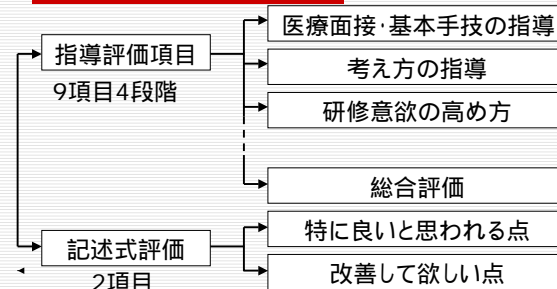 医療面接･基本手技の指導
指導評価項目
考え方の指導
9項目4段階
研修意欲の高め方
総合評価
特に良いと思われる点
記述式評価
改善して欲しい点
2項目